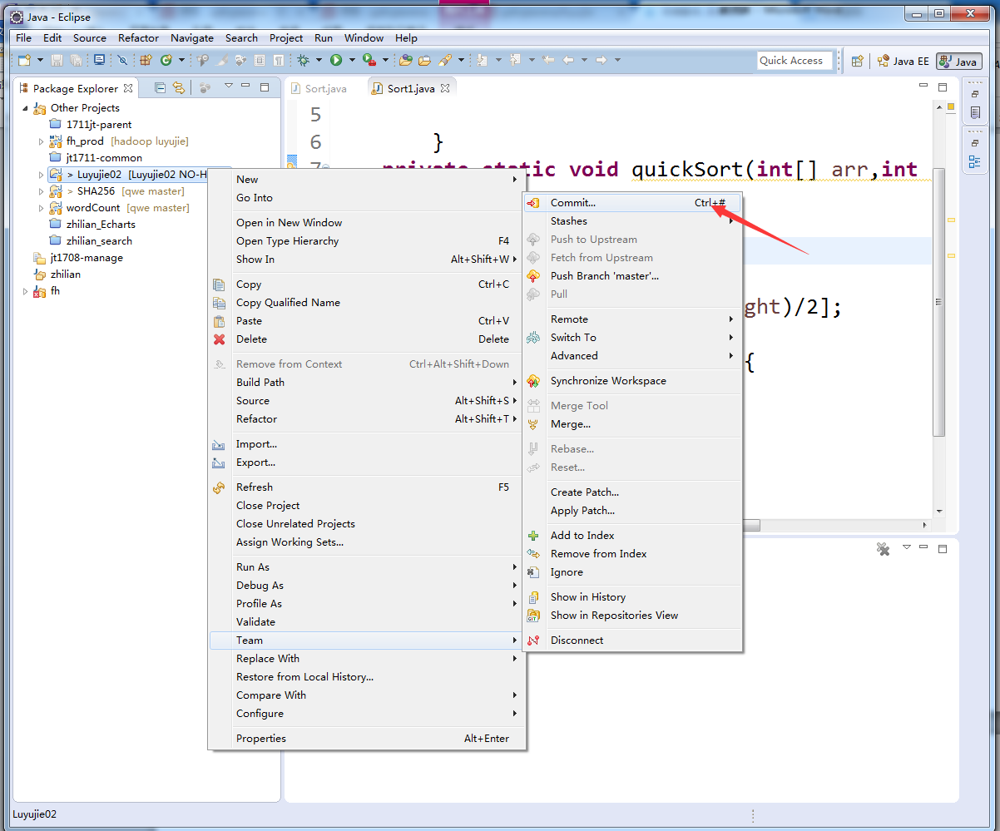 Java - Eclipse
File Edit Source Refactor Navigate Search Project Run Window Help
Quick Access Java EE Java
Package Explorer
Other Projects
1711jt-parent
fh_prod [hadoop luyujie]
jt1711-common
> Luyujie02 [Luyujie02 NO-H
> SHA256 [qwe master]
wordCount [qwe master]
zhilian_Echarts
zhilian_search
jt1708-manage
zhilian
fh
Sort.java Sort1.java
5
6 }
7 private static void quickSort(int[] arr,int
ght)/2];
{
New
Go Into
Open in New Window
Open Type Hierarchy F4
Show In Alt+Shift+W
Copy Ctrl+C
Copy Qualified Name
Paste Ctrl+V
Delete Delete
Remove from Context Ctrl+Alt+Shift+Down
Build Path
Source Alt+Shift+S
Refactor Alt+Shift+T
Import...
Export...
Refresh F5
Close Project
Close Unrelated Projects
Assign Working Sets...
Run As
Debug As
Profile As
Validate
Team
Replace With
Restore from Local History...
Compare With
Configure
Properties Alt+Enter
Commit... Ctrl+#
Stashes
Push to Upstream
Fetch from Upstream
Push Branch 'master'...
Pull
Remote
Switch To
Advanced
Synchronize Workspace
Merge Tool
Merge...
Rebase...
Reset...
Create Patch...
Apply Patch...
Add to Index
Remove from Index
Ignore
Show in History
Show in Repositories View
Disconnect
Luyujie02